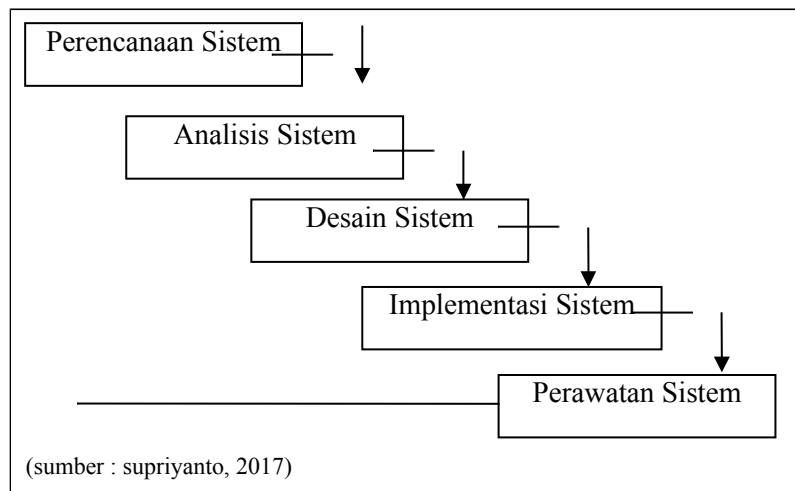 Perencanaan Sistem
Analisis Sistem
Desain Sistem
Implementasi Sistem
Perawatan Sistem
(sumber : supriyanto, 2017)